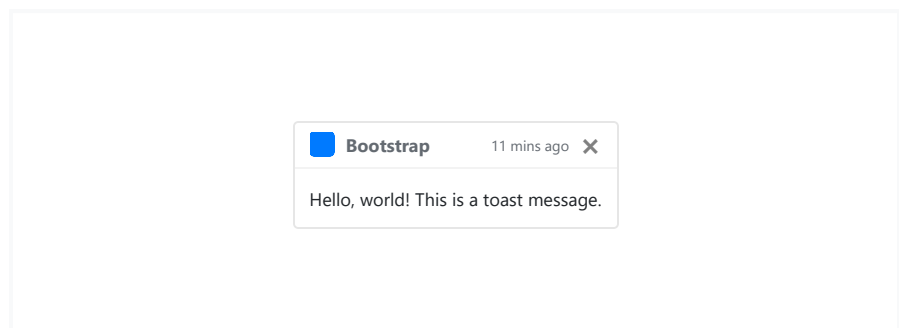 Bootstrap 11 mins ago ×
Hello, world! This is a toast message.